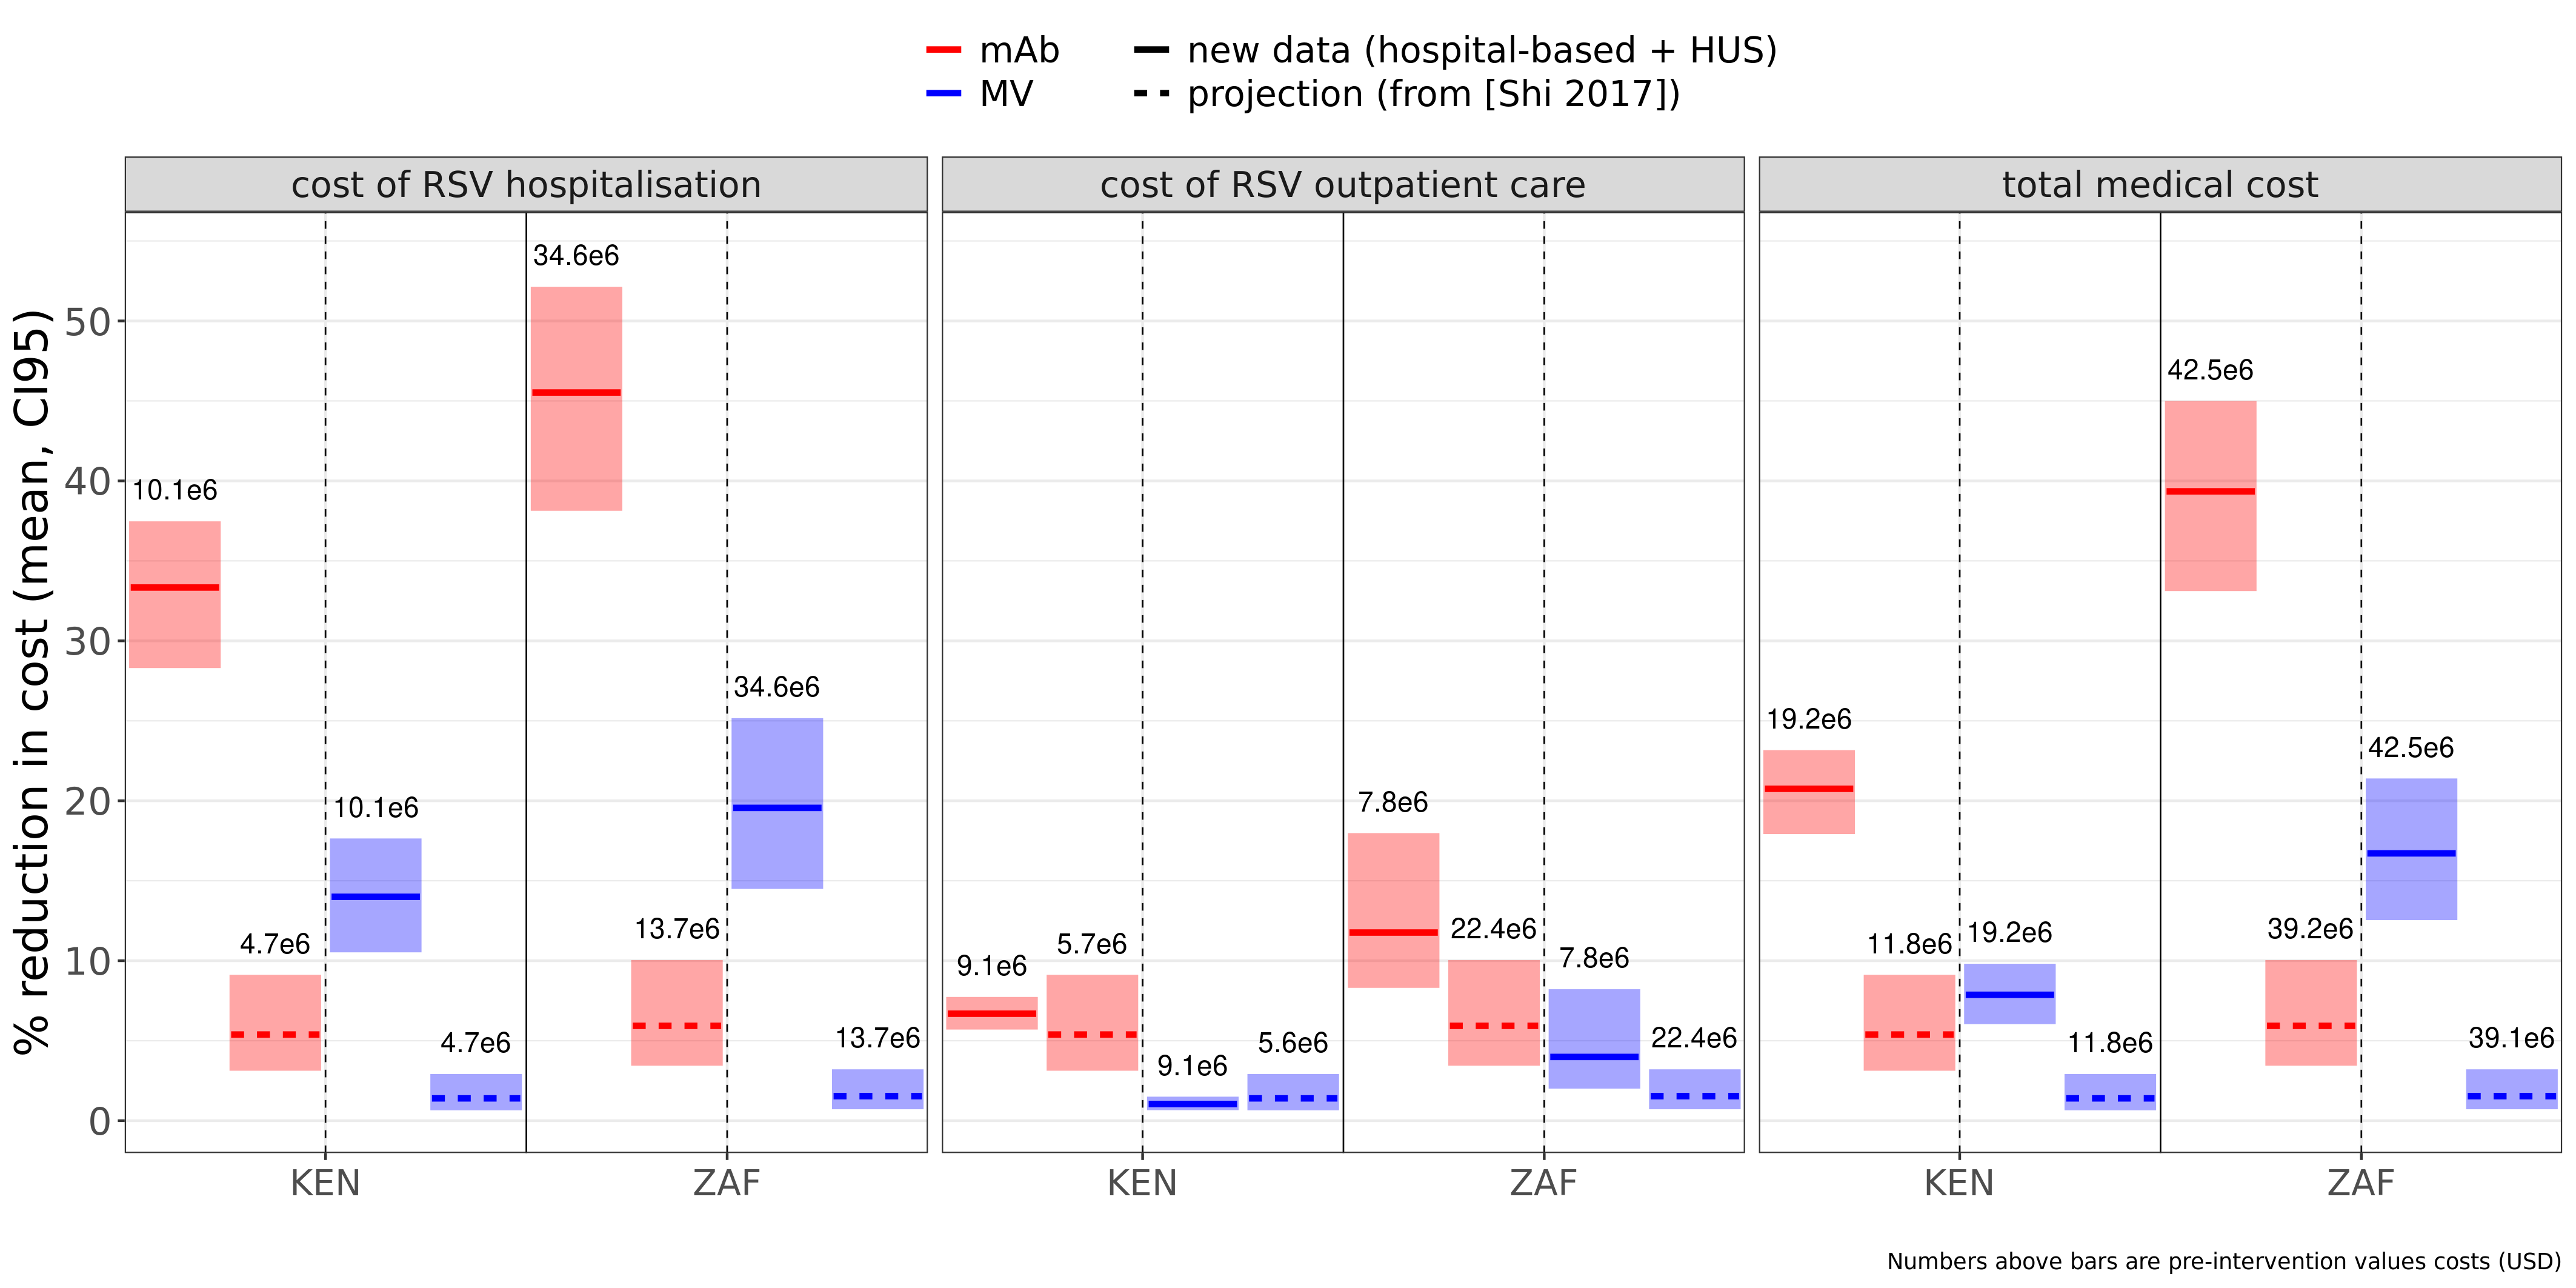 mAb
MV
new data (hospital-based + HUS)
projection (from [Shi 2017])
% reduction in cost (mean, CI95)
50
40
30
20
10
0
cost of RSV hospitalisation
10.1e6
4.7e6
10.1e6
4.7e6
34.6e6
13.7e6
34.6e6
13.7e6
KEN
ZAF
cost of RSV outpatient care
9.1e6
5.7e6
9.1e6
5.6e6
7.8e6
22.4e6
7.8e6
22.4e6
KEN
ZAF
total medical cost
19.2e6
11.8e6
19.2e6
11.8e6
42.5e6
39.2e6
42.5e6
39.1e6
KEN
ZAF
Numbers above bars are pre-intervention values costs (USD)